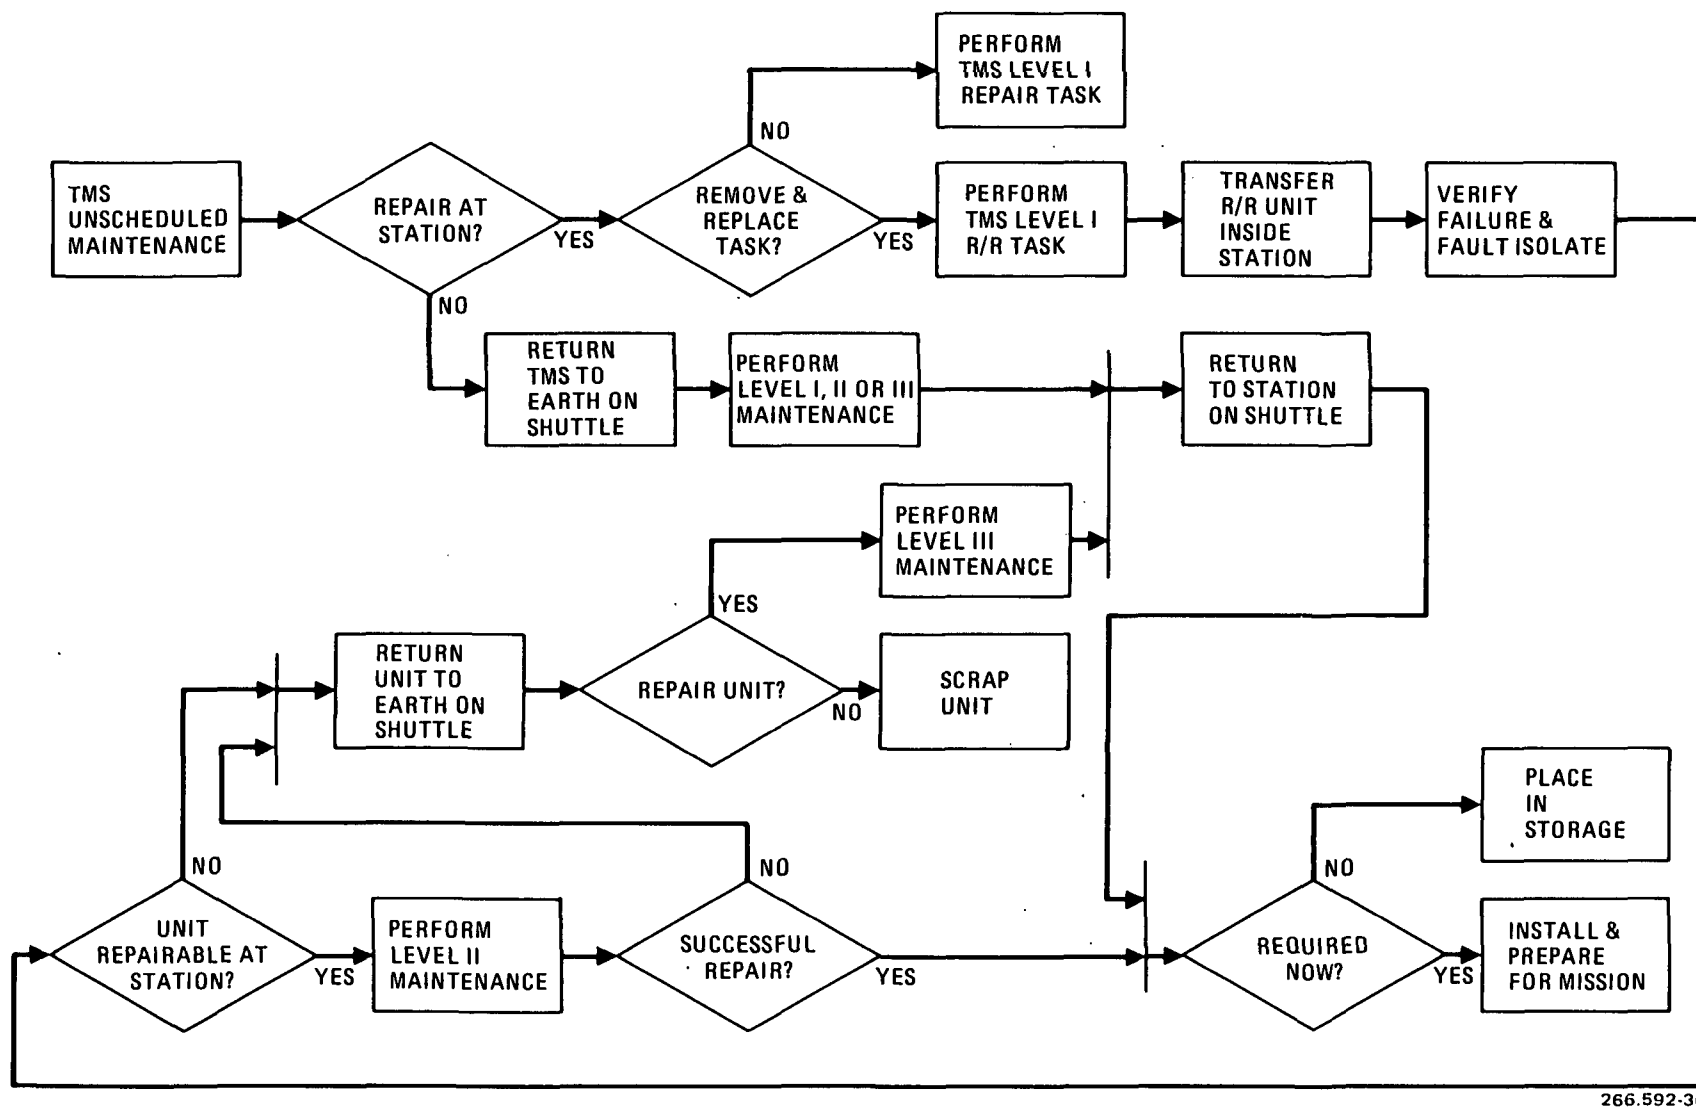 PERFORM
TMS LEVEL I
REPAIR TASK
NO
TMS
UNSCHEDULED
MAINTENANCE
REPAIR AT
STATION?
YES
NO
REMOVE &
REPLACE
TASK?
YES
PERFORM
TMS LEVEL I
R/R TASK
TRANSFER
R/R UNIT
INSIDE
STATION
VERIFY
FAILURE &
FAULT ISOLATE
RETURN
TMS TO
EARTH ON
SHUTTLE
PERFORM
LEVEL I, II OR III
MAINTENANCE
RETURN
TO STATION
ON SHUTTLE
PERFORM
LEVEL III
MAINTENANCE
YES
RETURN
UNIT TO
EARTH ON
SHUTTLE
REPAIR UNIT?
NO
SCRAP
UNIT
PLACE
IN
STORAGE
NO
NO
NO
UNIT
REPAIRABLE AT
STATION?
YES
PERFORM
LEVEL II
MAINTENANCE
SUCCESSFUL
REPAIR?
YES
REQUIRED
NOW?
YES
INSTALL &
PREPARE
FOR MISSION